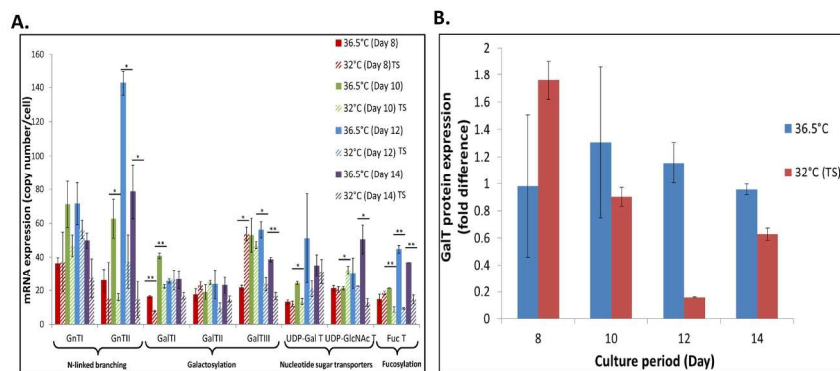 A.
mRNA expression (copy number/cell)
160
140
120
100
80
60
40
20
0
36.5°C (Day 8)
32°C (Day 8) TS
36.5°C (Day 10)
32°C (Day 10) TS
36.5°C (Day 12)
32°C (Day 12) TS
36.5°C (Day 14)
32°C (Day 14) TS
* * * * ** ** * * ** * * * ** ** **
GnTI GnTII GalTI GalTII GalTIII UDP-Gal T UDP-GlcNAc T Fuc T
N-linked branching Galactosylation Nucleotide sugar transporters Fucosylation
B.
GalT protein expression
(fold difference)
2
1.8
1.6
1.4
1.2
1
0.8
0.6
0.4
0.2
0
36.5°C
32°C (TS)
8 10 12 14
Culture period (Day)